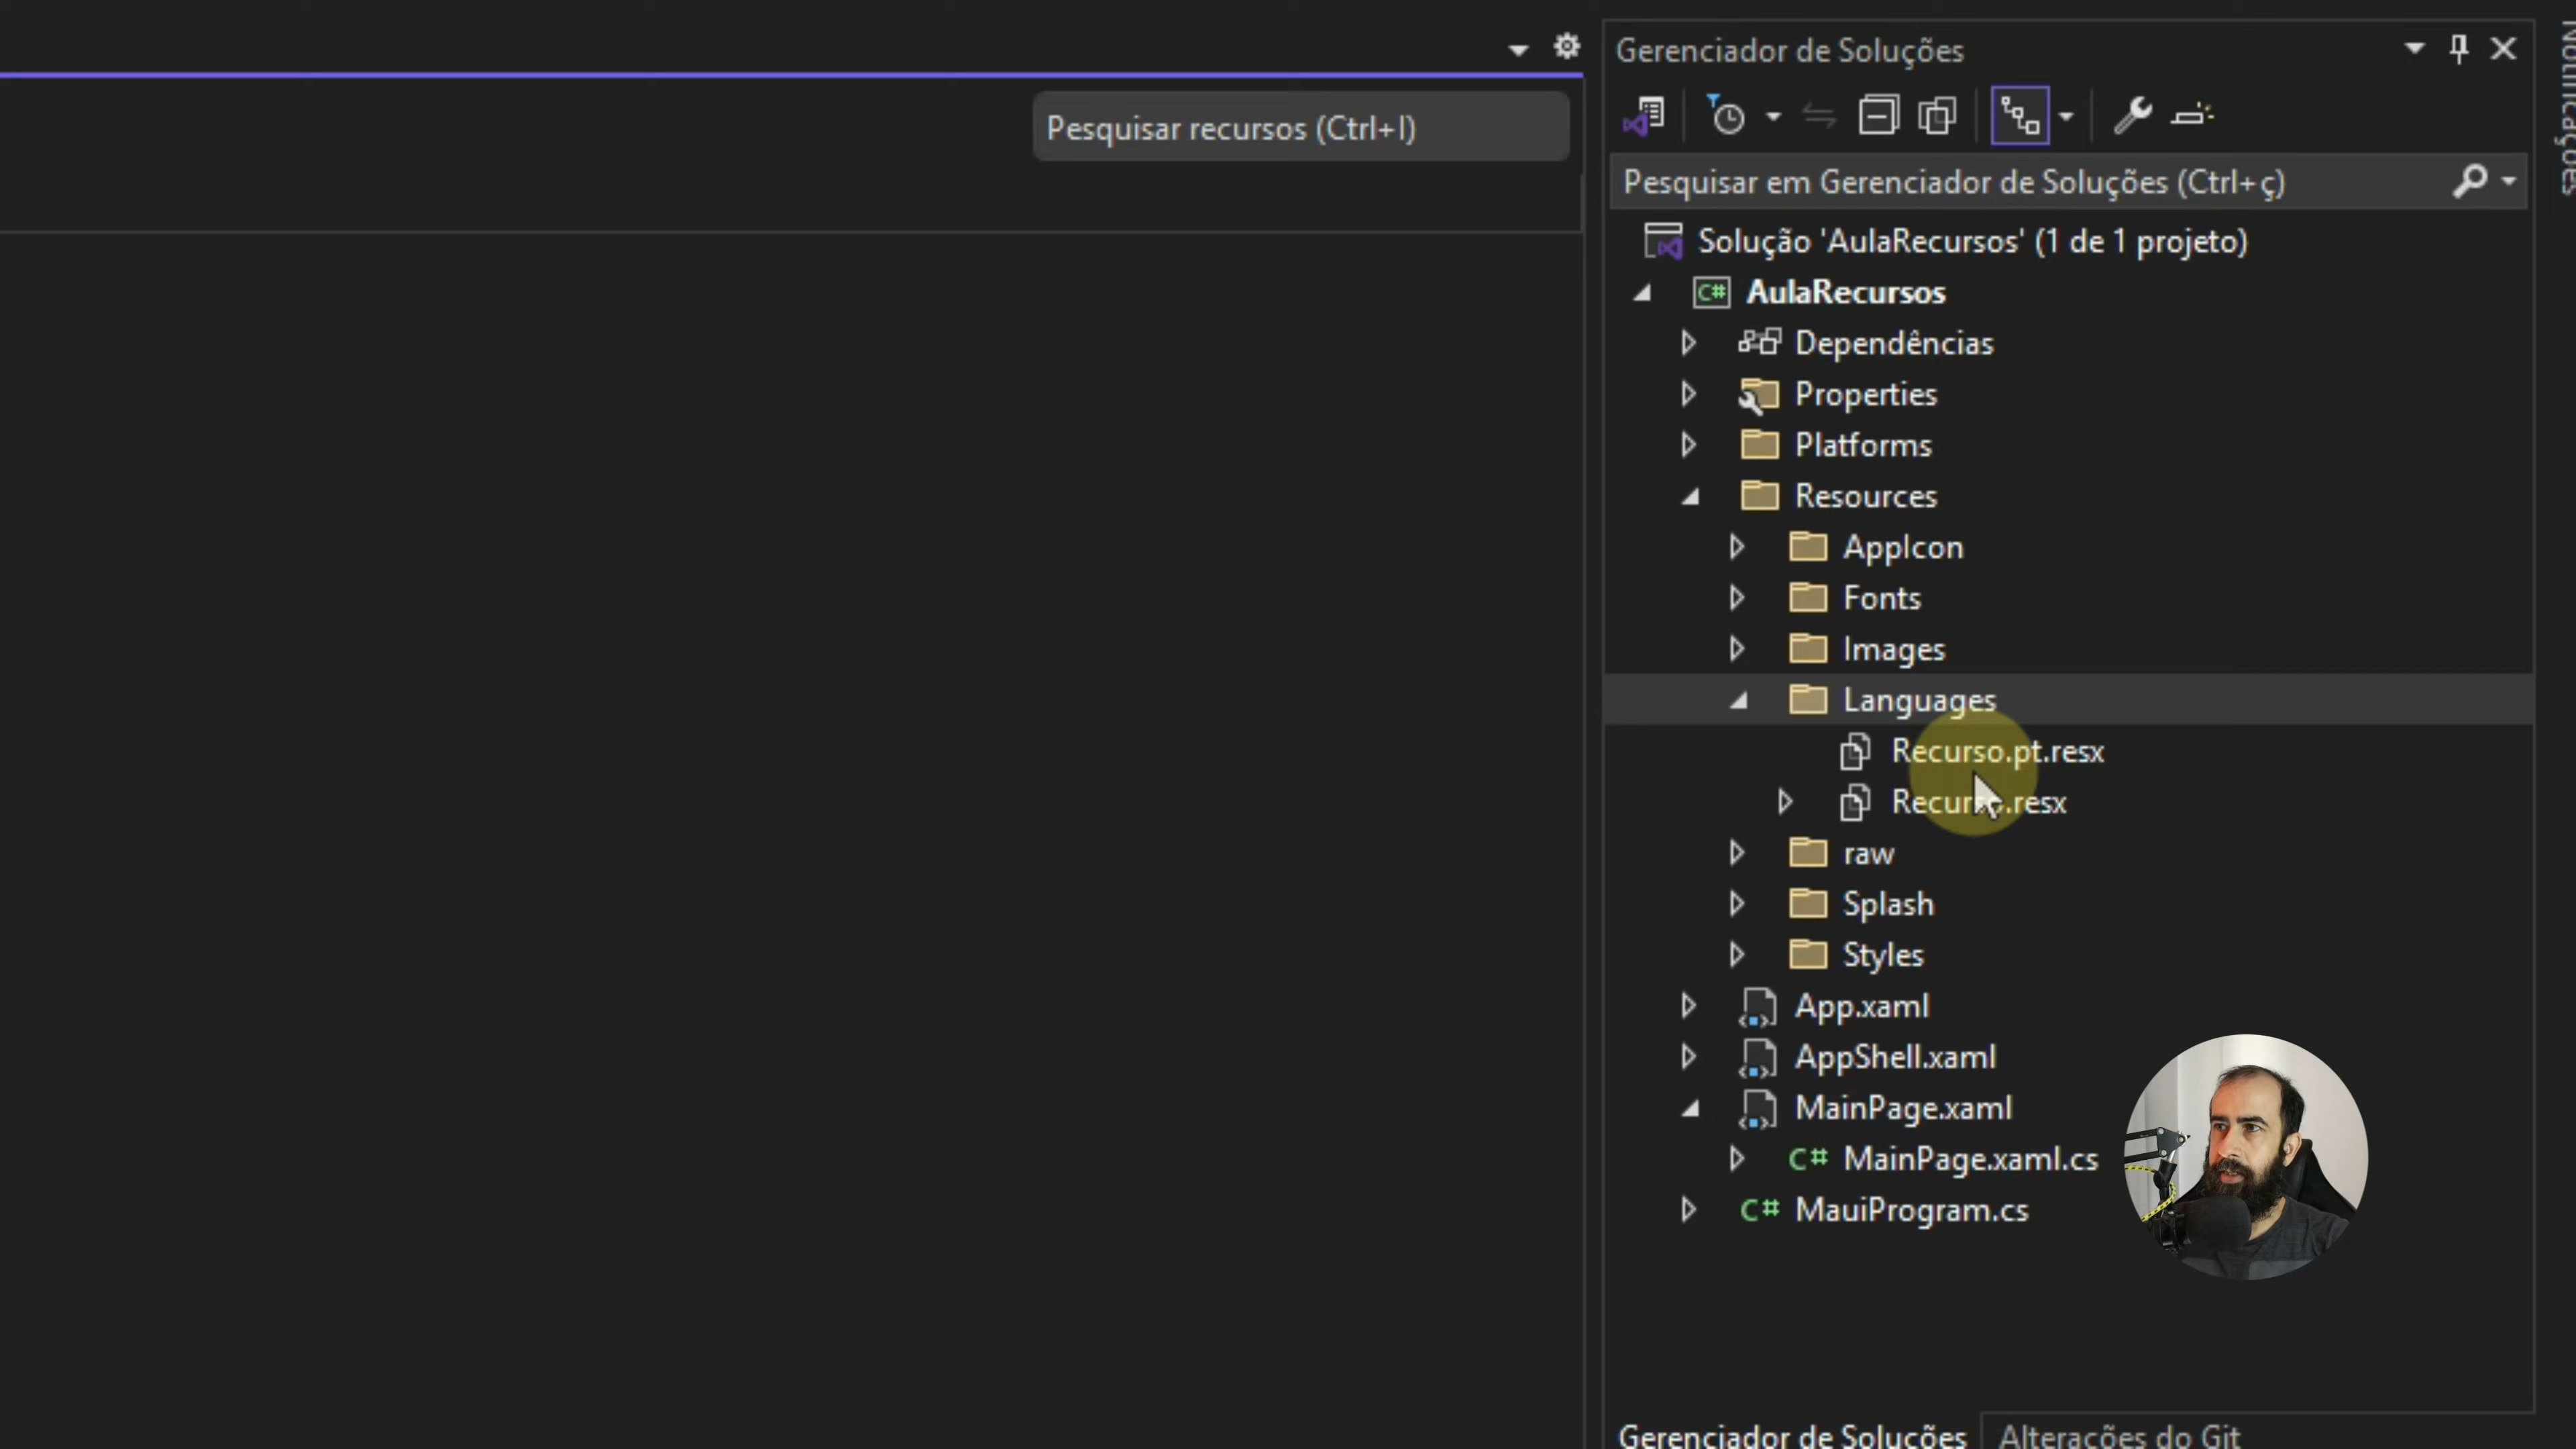 Gerenciador de Soluções
Notificações
Pesquisar recursos (Ctrl+I)
Pesquisar em Gerenciador de Soluções (Ctrl+ç)
Solução 'AulaRecursos' (1 de 1 projeto)
C# AulaRecursos
Dependências
Properties
Platforms
Resources
AppIcon
Fonts
Images
Languages
Recurso.pt.resx
Recurso.resx
raw
Splash
Styles
App.xaml
AppShell.xaml
MainPage.xaml
C# MainPage.xaml.cs
C# MauiProgram.cs
Gerenciador de Soluções
Alterações do Git